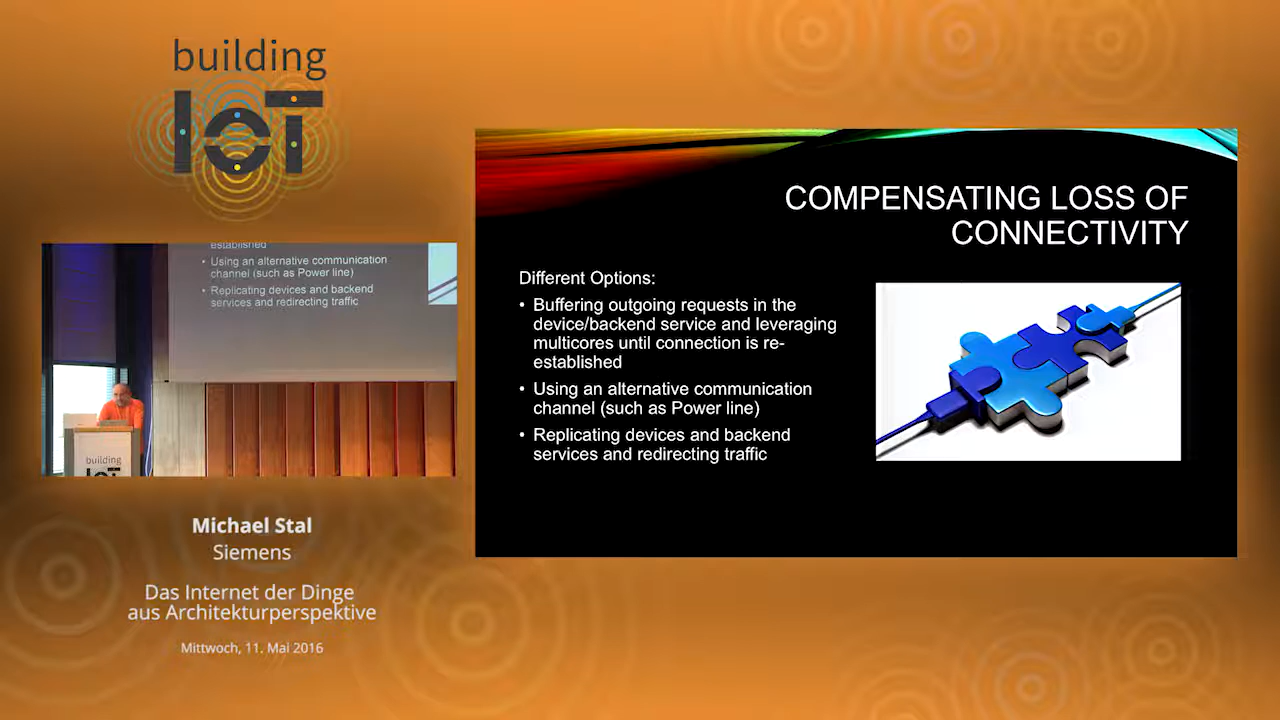 building
IoT
established
• Using an alternative communication
channel (such as Power line)
• Replicating devices and backend
services and redirecting traffic
building
IoT
Michael Stal
Siemens
Das Internet der Dinge
aus Architekturperspektive
Mittwoch, 11. Mai 2016
COMPENSATING LOSS OF
CONNECTIVITY
Different Options:
• Buffering outgoing requests in the
device/backend service and leveraging
multicores until connection is re-
established
• Using an alternative communication
channel (such as Power line)
• Replicating devices and backend
services and redirecting traffic